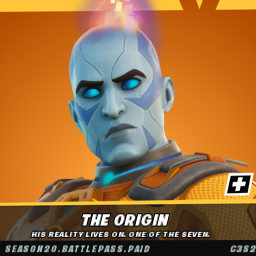 THE ORIGIN
HIS REALITY LIVES ON. ONE OF THE SEVEN.
SEASON20.BATTLEPASS.PAID C3S2